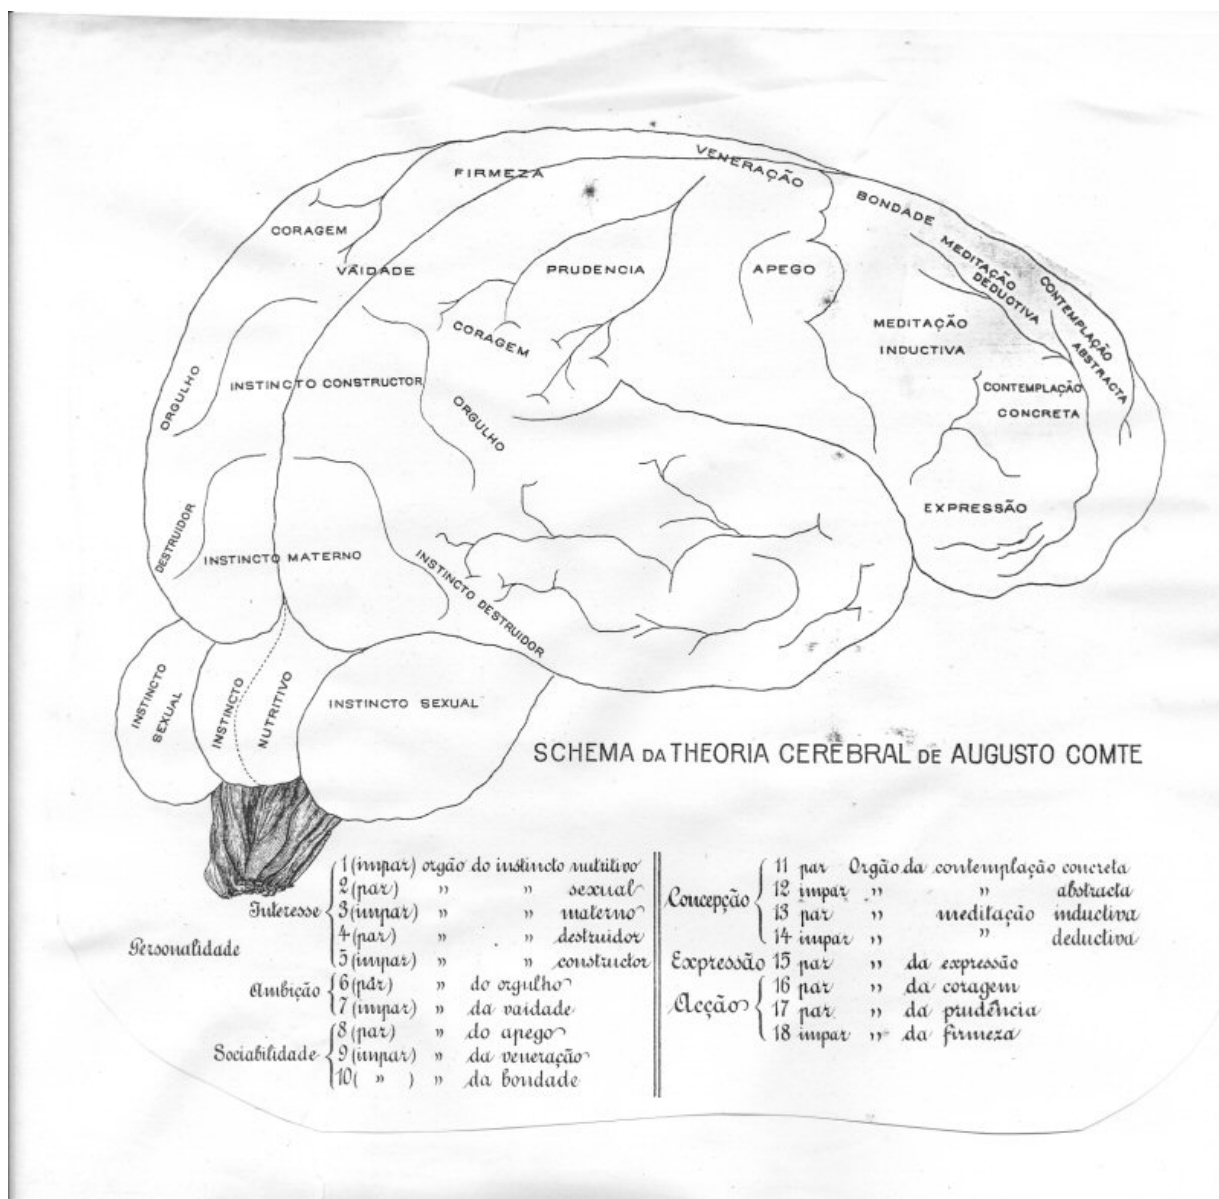 FIRMEZA
VENERAÇÃO
BONDADE
CORAGEM
VAIDADE
PRUDENCIA
APEGO
MEDITAÇÃO
DEDUCTIVA
CONTEMPLAÇÃO
ABSTRACTA
CORAGEM
MEDITAÇÃO
INDUCTIVA
ORGULHO
INSTINCTO CONSTRUCTOR
ORGULHO
CONTEMPLAÇÃO
CONCRETA
EXPRESSÃO
DESTRUIDOR
INSTINCTO MATERNO
INSTINCTO DESTRUIDOR
INSTINCTO
SEXUAL
INSTINCTO
NUTRITIVO
INSTINCTO SEXUAL
SCHEMA DA THEORIA CEREBRAL DE AUGUSTO COMTE
Personalidade
Interesse
1 (impar) orgão do instincto nutritivo
2 (par) " " sexual
3 (impar) " " materno
4 (par) " " destruidor
5 (impar) " " constructor
Ambição
6 (par) " do orgulho
7 (impar) " da vaidade
Sociabilidade
8 (par) " do apego
9 (impar) " da veneração
10 ( " ) " da bondade
Concepção
11 par Orgão da contemplação concreta
12 impar " " abstracta
13 par " meditação inductiva
14 impar " " deductiva
Expressão 15 par " da expressão
Acção
16 par " da coragem
17 par " da prudência
18 impar " da firmeza